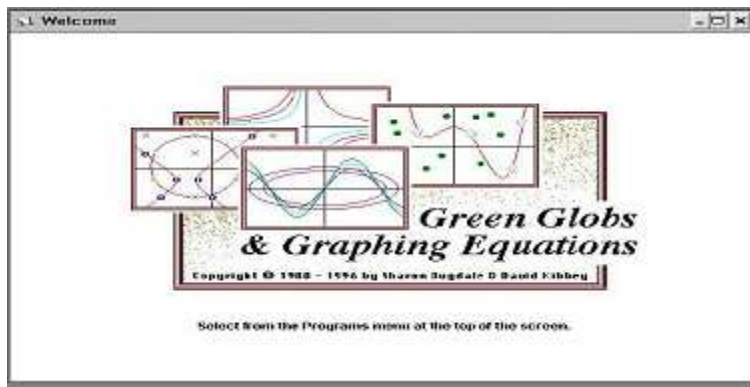 Welcome
Green Globs
& Graphing Equations
Copyright © 1988 - 1996 by Sharon Dugdale & David Kibbey
Select from the Programs menu at the top of the screen.